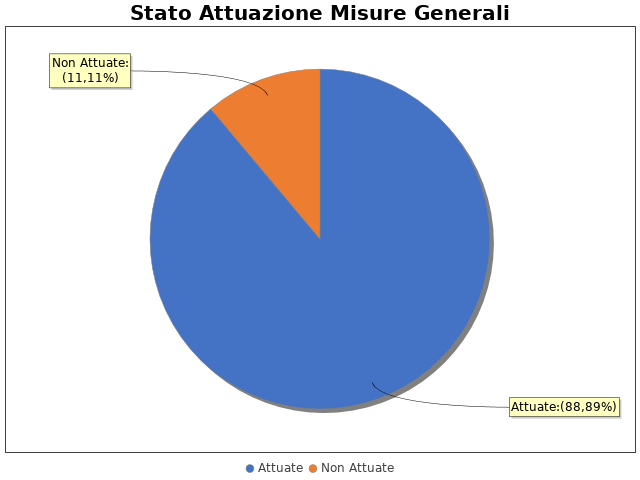 Stato Attuazione Misure Generali
Non Attuate:
(11,11%)
Attuate:(88,89%)
Attuate Non Attuate